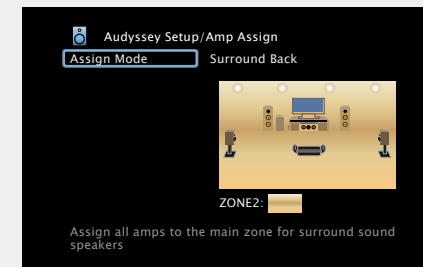 Audyssey Setup/Amp Assign
Assign Mode Surround Back
ZONE2:
Assign all amps to the main zone for surround sound
speakers